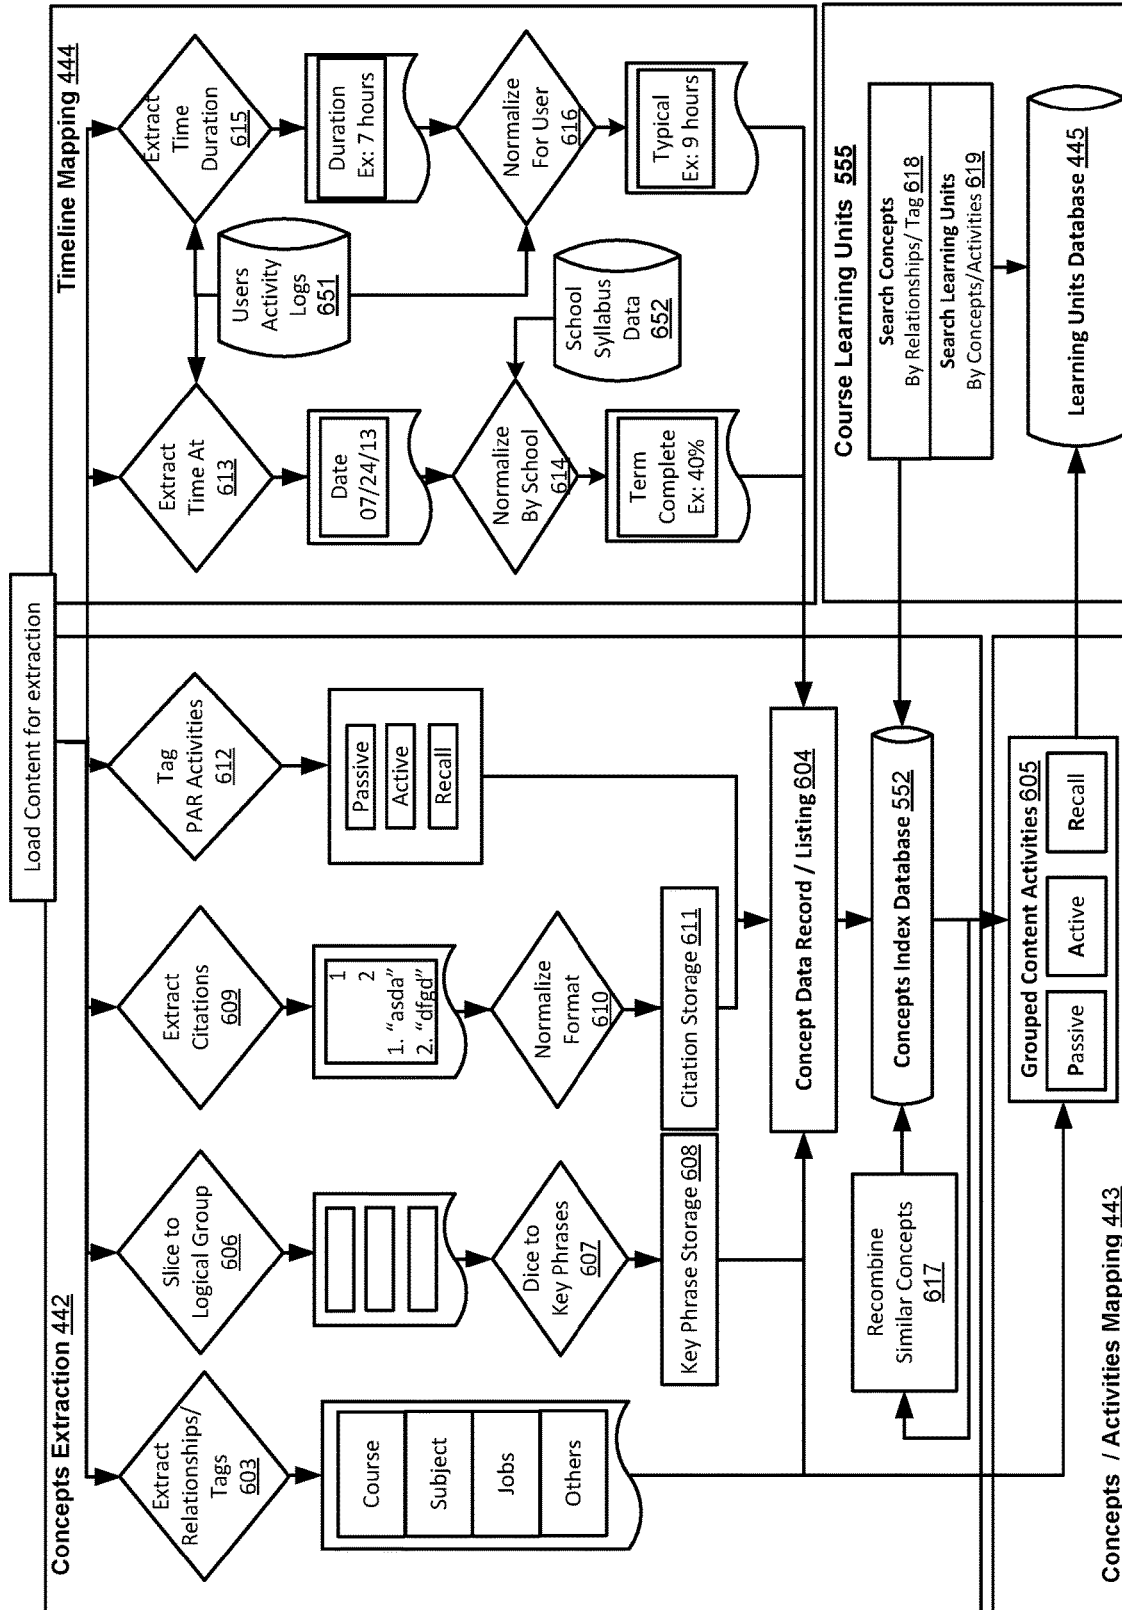 Load Content for extraction
Concepts Extraction 442
Extract
Relationships/
Tags
603
Course
Subject
Jobs
Others
Slice to
Logical Group
606
Dice to
Key Phrases
607
Key Phrase Storage 608
Extract
Citations
609
1
2
1. “asda”
2. “dfgd”
Normalize
Format
610
Citation Storage 611
Tag
PAR Activities
612
Passive
Active
Recall
Concept Data Record / Listing 604
Concepts Index Database 552
Recombine
Similar Concepts
617
Timeline Mapping 444
Extract
Time At
613
Date
07/24/13
Normalize
By School
614
Term
Complete
Ex: 40%
Users
Activity
Logs
651
School
Syllabus
Data
652
Extract
Time
Duration
615
Duration
Ex: 7 hours
Normalize
For User
616
Typical
Ex: 9 hours
Concepts / Activities Mapping 443
Grouped Content Activities 605
Passive
Active
Recall
Course Learning Units 555
Search Concepts
By Relationships/ Tag 618
Search Learning Units
By Concepts/Activities 619
Learning Units Database 445